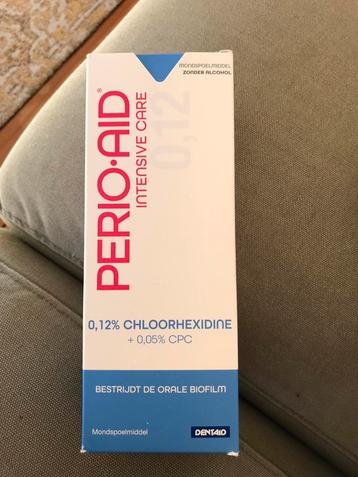 MONDSPOELMIDDEL
ZONDER ALCOHOL
PERIO·AID®
INTENSIVE CARE
0,12
0,12% CHLOORHEXIDINE
+ 0,05% CPC
BESTRIJDT DE ORALE BIOFILM
Mondspoelmiddel
DENTAID